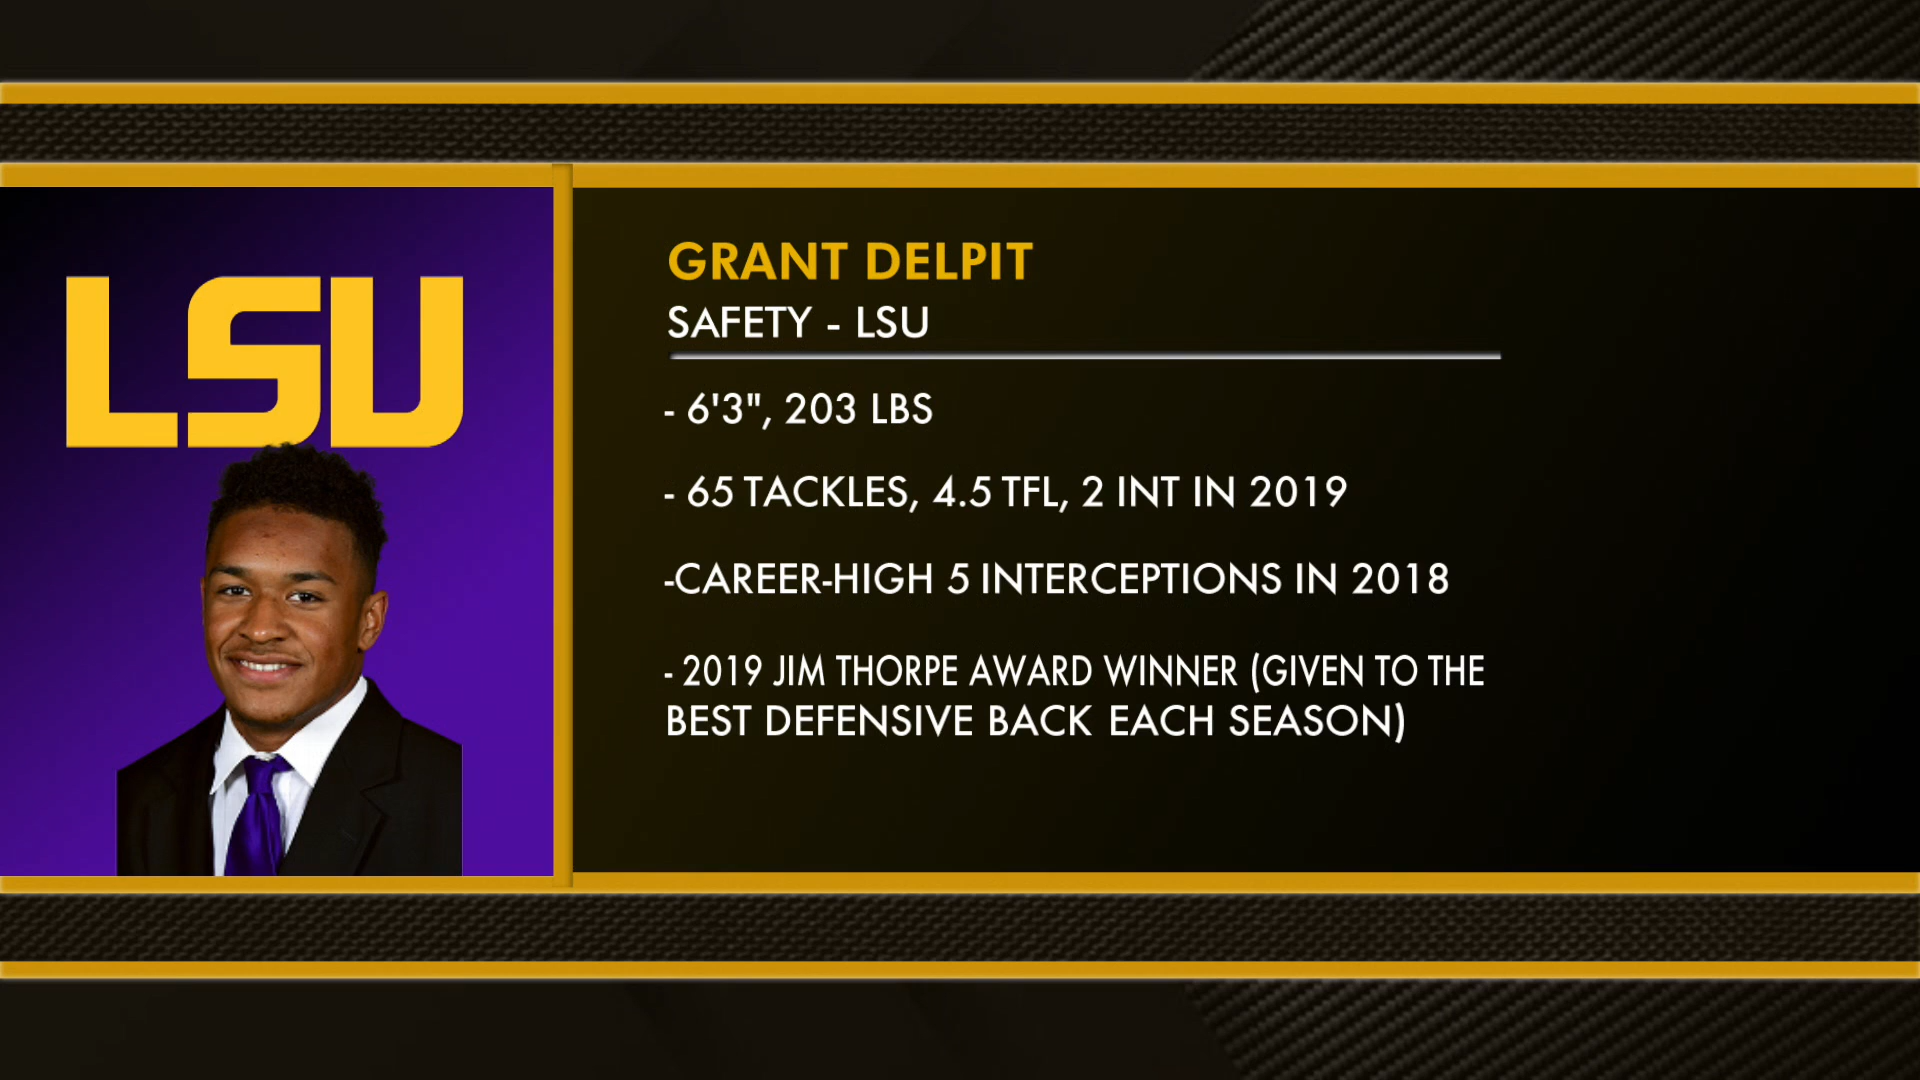 LSU
GRANT DELPIT
SAFETY - LSU
- 6'3", 203 LBS
- 65 TACKLES, 4.5 TFL, 2 INT IN 2019
-CAREER-HIGH 5 INTERCEPTIONS IN 2018
- 2019 JIM THORPE AWARD WINNER (GIVEN TO THE
BEST DEFENSIVE BACK EACH SEASON)